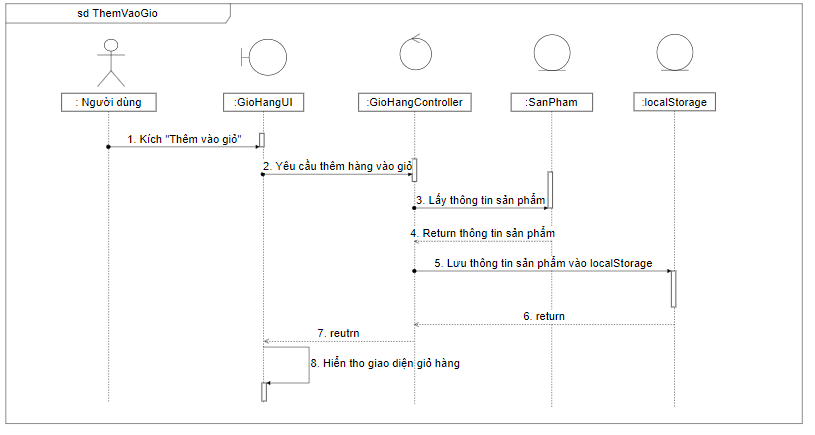 sd ThemVaoGio
: Người dùng
:GioHangUI
:GioHangController
:SanPham
:localStorage
1. Kích "Thêm vào giỏ"
2. Yêu cầu thêm hàng vào giỏ
3. Lấy thông tin sản phẩm
4. Return thông tin sản phẩm
5. Lưu thông tin sản phẩm vào localStorage
6. return
7. reutrn
8. Hiển tho giao diện giỏ hàng